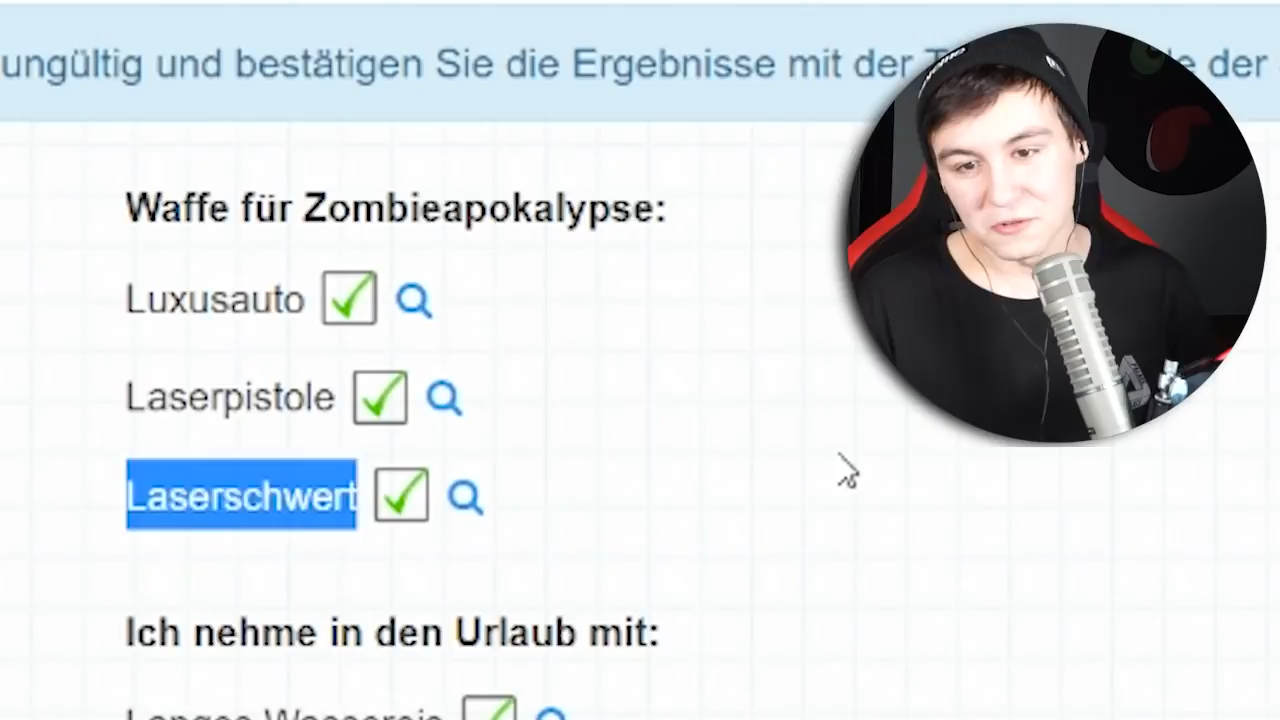 ungültig und bestätigen Sie die Ergebnisse mit der der
Waffe für Zombieapokalypse:
Luxusauto
Laserpistole
Laserschwert
Ich nehme in den Urlaub mit: